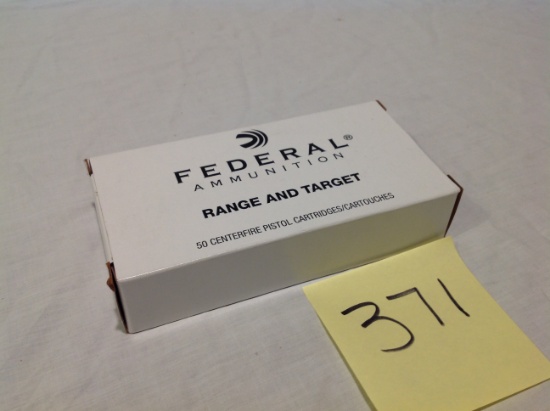 FEDERAL®
AMMUNITION
RANGE AND TARGET
50 CENTERFIRE PISTOL CARTRIDGES/CARTOUCHES
371